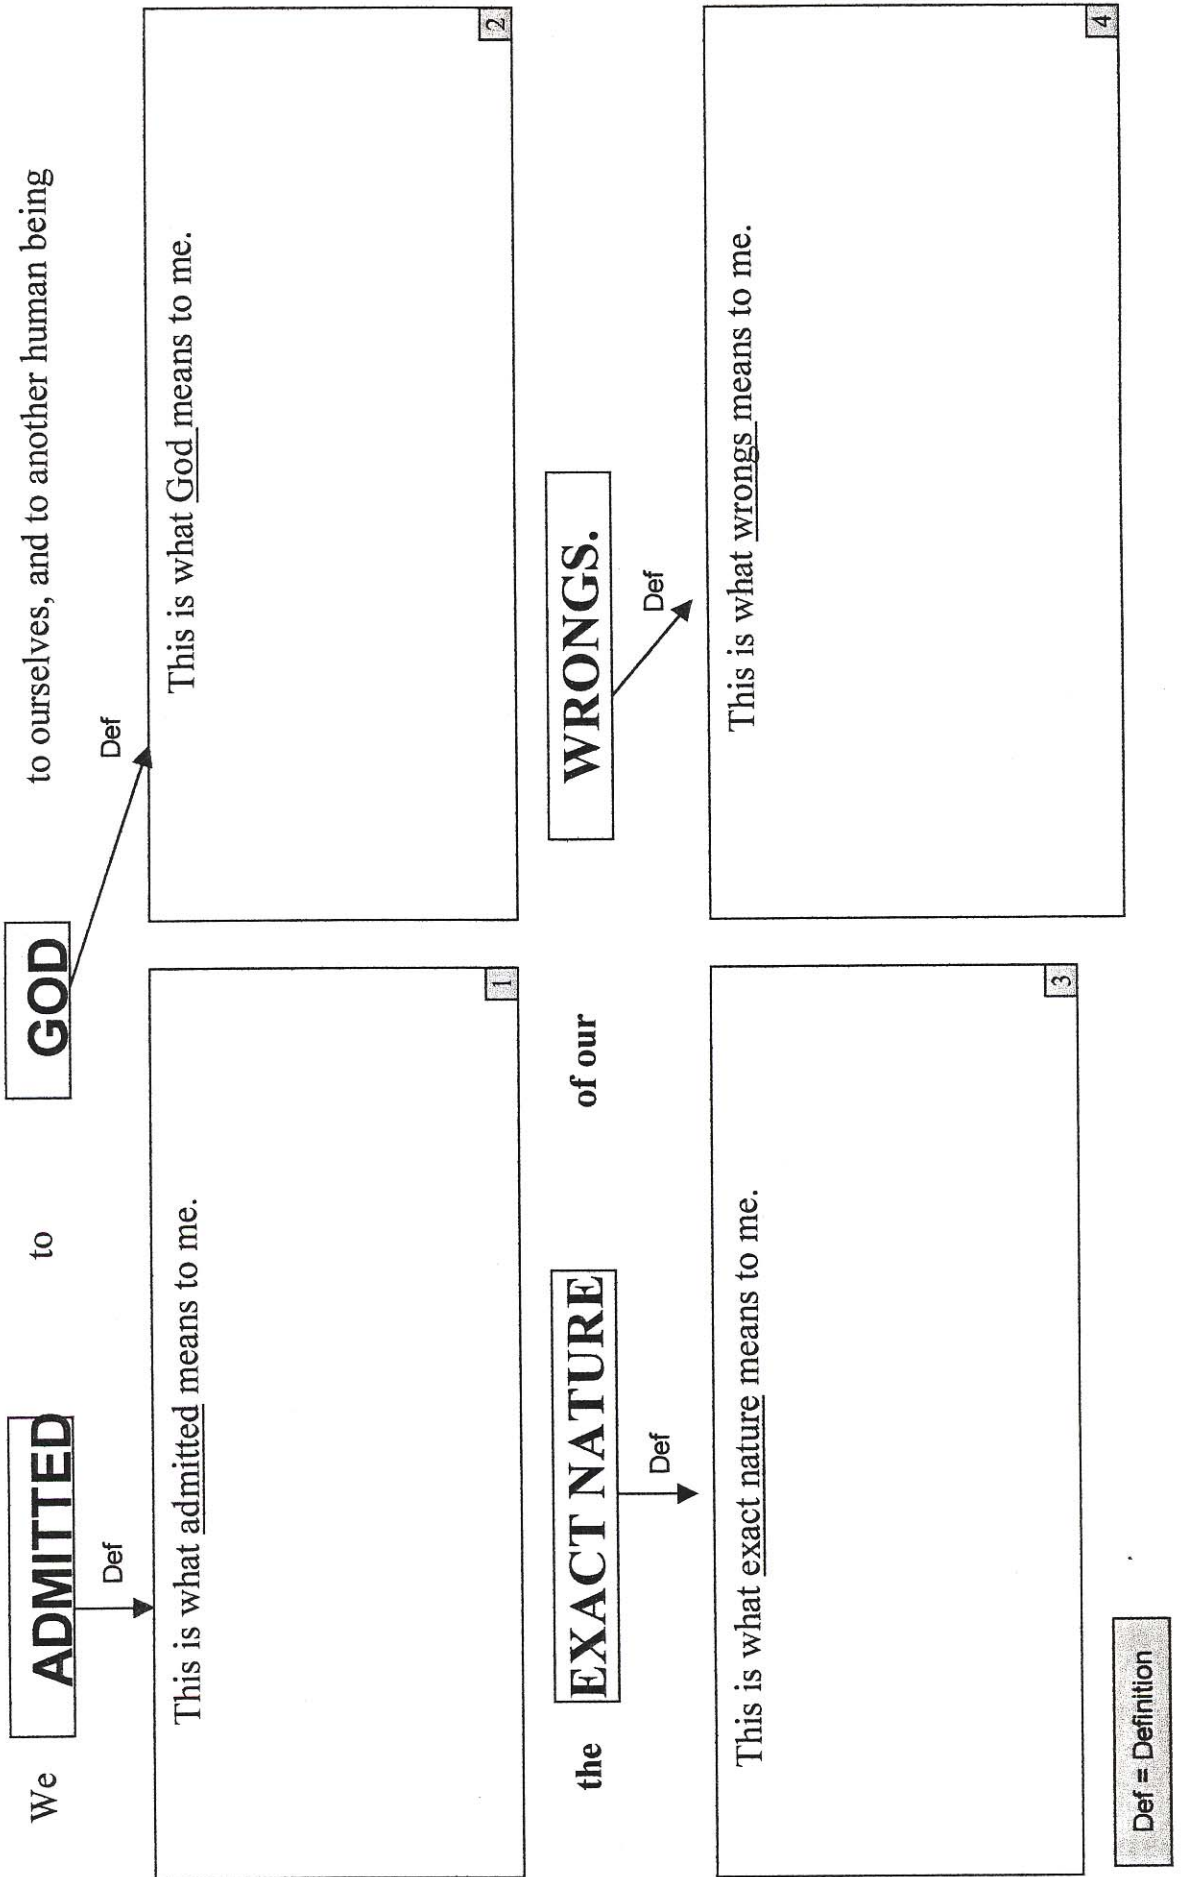 We ADMITTED to GOD to ourselves, and to another human being
Def
Def
This is what admitted means to me.
1
This is what God means to me.
2
the EXACT NATURE of our WRONGS.
Def
Def
This is what exact nature means to me.
3
This is what wrongs means to me.
4
Def = Definition